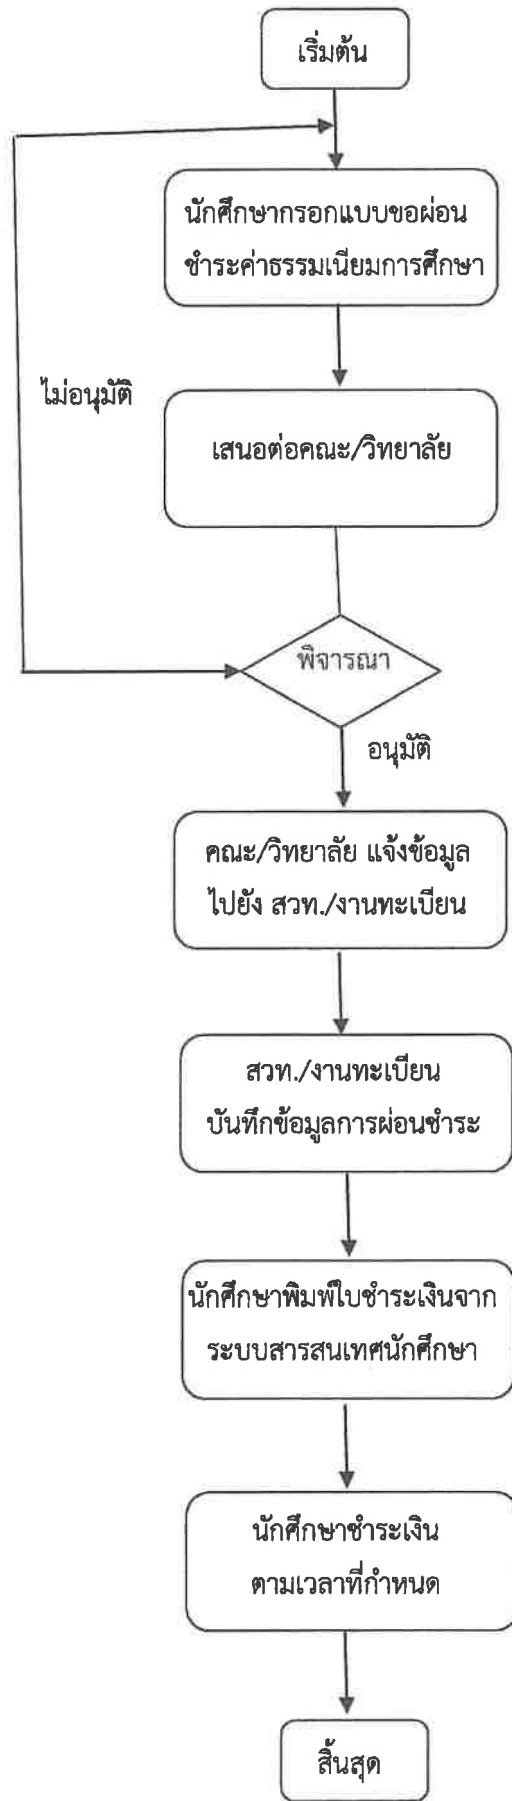 เริ่มต้น
นักศึกษากรอกแบบขอผ่อน
ชำระค่าธรรมเนียมการศึกษา
ไม่อนุมัติ
เสนอต่อคณะ/วิทยาลัย
พิจารณา
อนุมัติ
คณะ/วิทยาลัย แจ้งข้อมูล
ไปยัง สวท./งานทะเบียน
สวท./งานทะเบียน
บันทึกข้อมูลการผ่อนชำระ
นักศึกษาพิมพ์ใบชำระเงินจาก
ระบบสารสนเทศนักศึกษา
นักศึกษาชำระเงิน
ตามเวลาที่กำหนด
สิ้นสุด